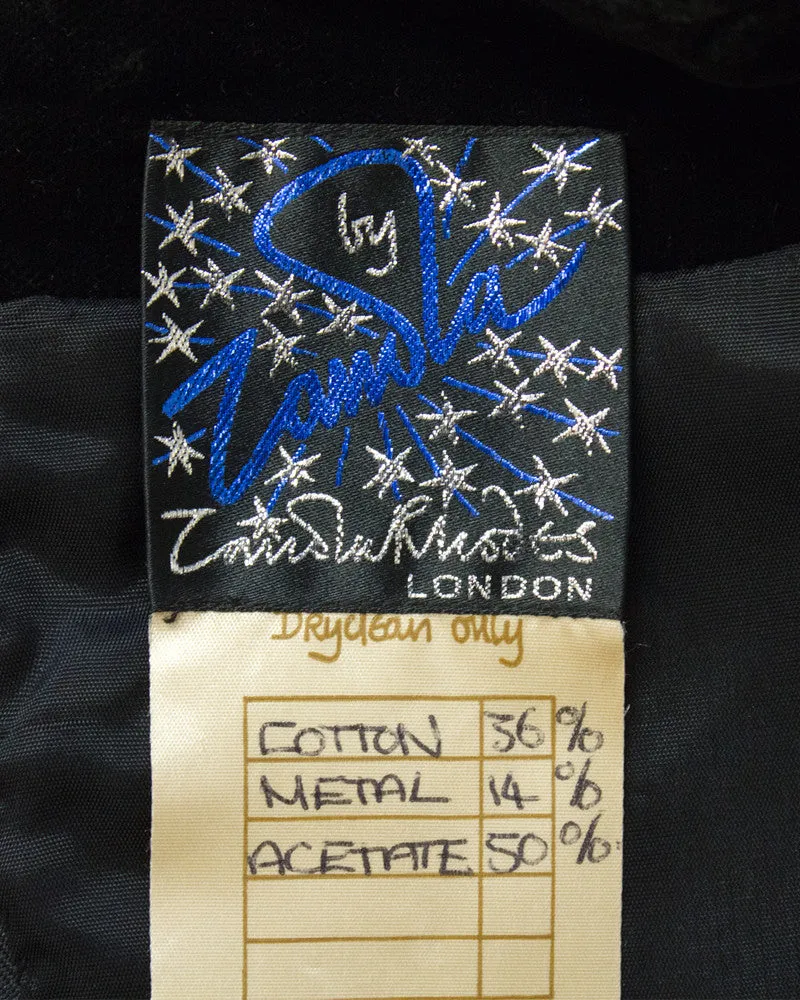 by
Zandra
Zandra Rhodes
LONDON
Dryclean only
COTTON 36 %
METAL 14 %
ACETATE 50 %